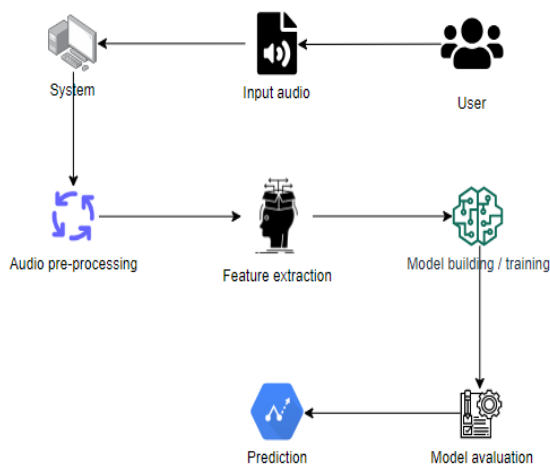 System
Input audio
User
Audio pre-processing
Feature extraction
Model building / training
Prediction
Model evaluation